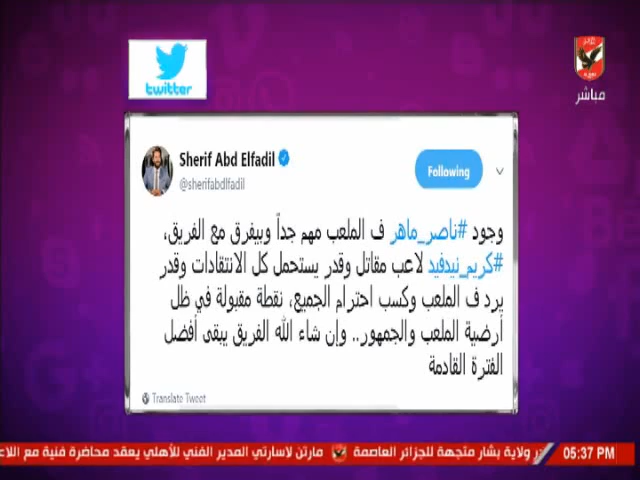 twitter
مباشر
Sherif Abd Elfadil
@sherifabdlfadil
Following
وجود #ناصر_ماهر ف الملعب مهم جداً وبيفرق مع الفريق،
#كريم_نيدفيد لاعب مقاتل وقدر يستحمل كل الانتقادات وقدر
يرد ف الملعب وكسب احترام الجميع، نقطة مقبولة في ظل
أرضية الملعب والجمهور.. وإن شاء الله الفريق يبقى أفضل
الفترة القادمة
Translate Tweet
ر ولاية بشار متجهة للجزائر العاصمة مارتن لاسارتي المدير الفني للأهلي يعقد محاضرة فنية مع اللا
05:37 PM